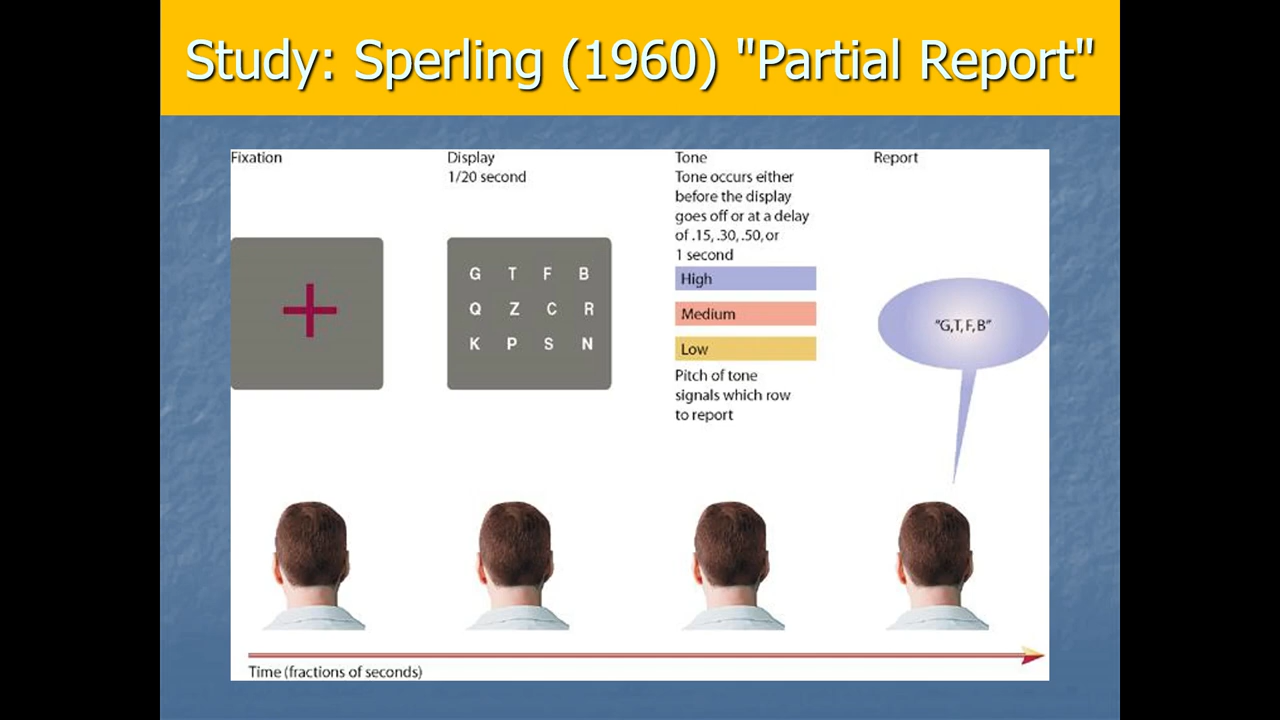 Study: Sperling (1960) "Partial Report"
Fixation
Display
1/20 second
Tone
Tone occurs either
before the display
goes off or at a delay
of .15, .30, .50, or
1 second
Report
G T F B
Q Z C R
K P S N
High
Medium
Low
Pitch of tone
signals which row
to report
"G, T, F, B"
Time (fractions of seconds)